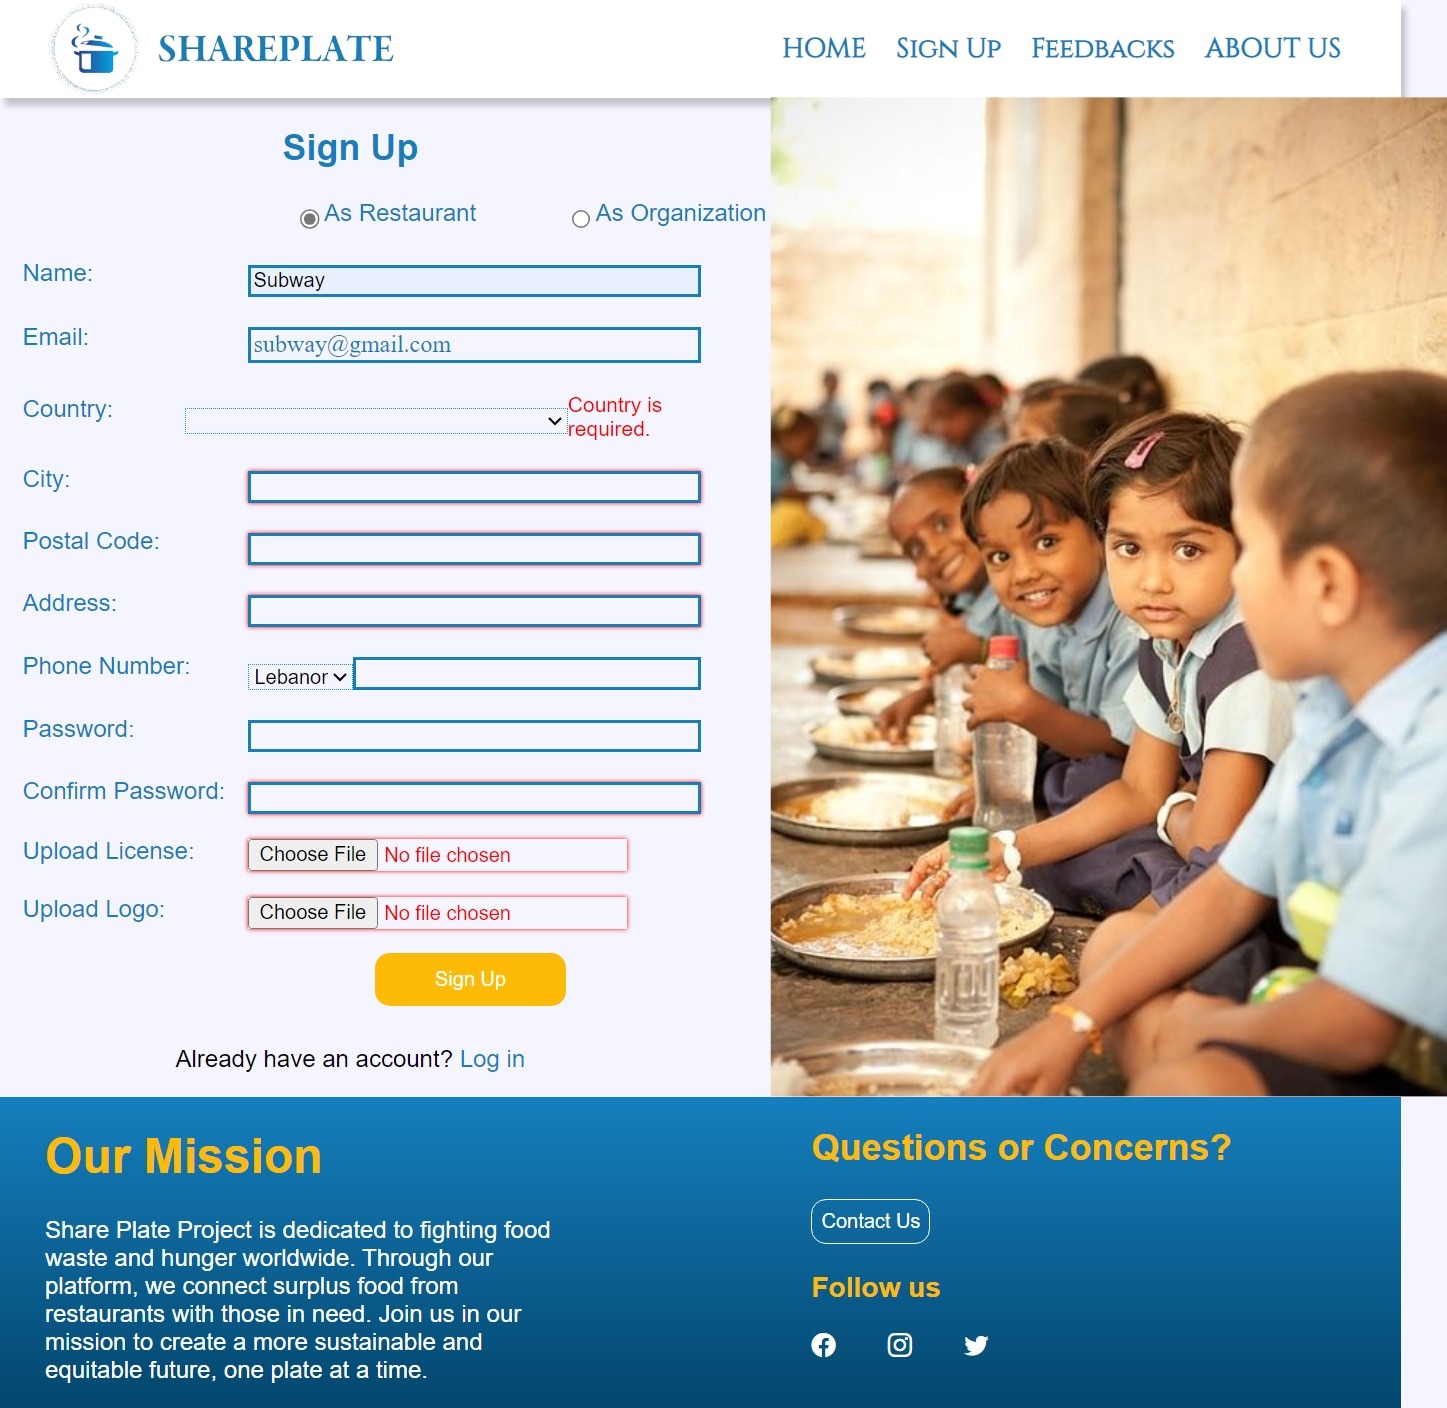 SHAREPLATE
HOME Sign Up Feedbacks ABOUT US
Sign Up
As Restaurant As Organization
Name: Subway
Email: subway@gmail.com
Country: Country is
required.
City:
Postal Code:
Address:
Phone Number: Lebanor
Password:
Confirm Password:
Upload License: Choose File No file chosen
Upload Logo: Choose File No file chosen
Sign Up
Already have an account? Log in
Our Mission
Share Plate Project is dedicated to fighting food
waste and hunger worldwide. Through our
platform, we connect surplus food from
restaurants with those in need. Join us in our
mission to create a more sustainable and
equitable future, one plate at a time.
Questions or Concerns?
Contact Us
Follow us